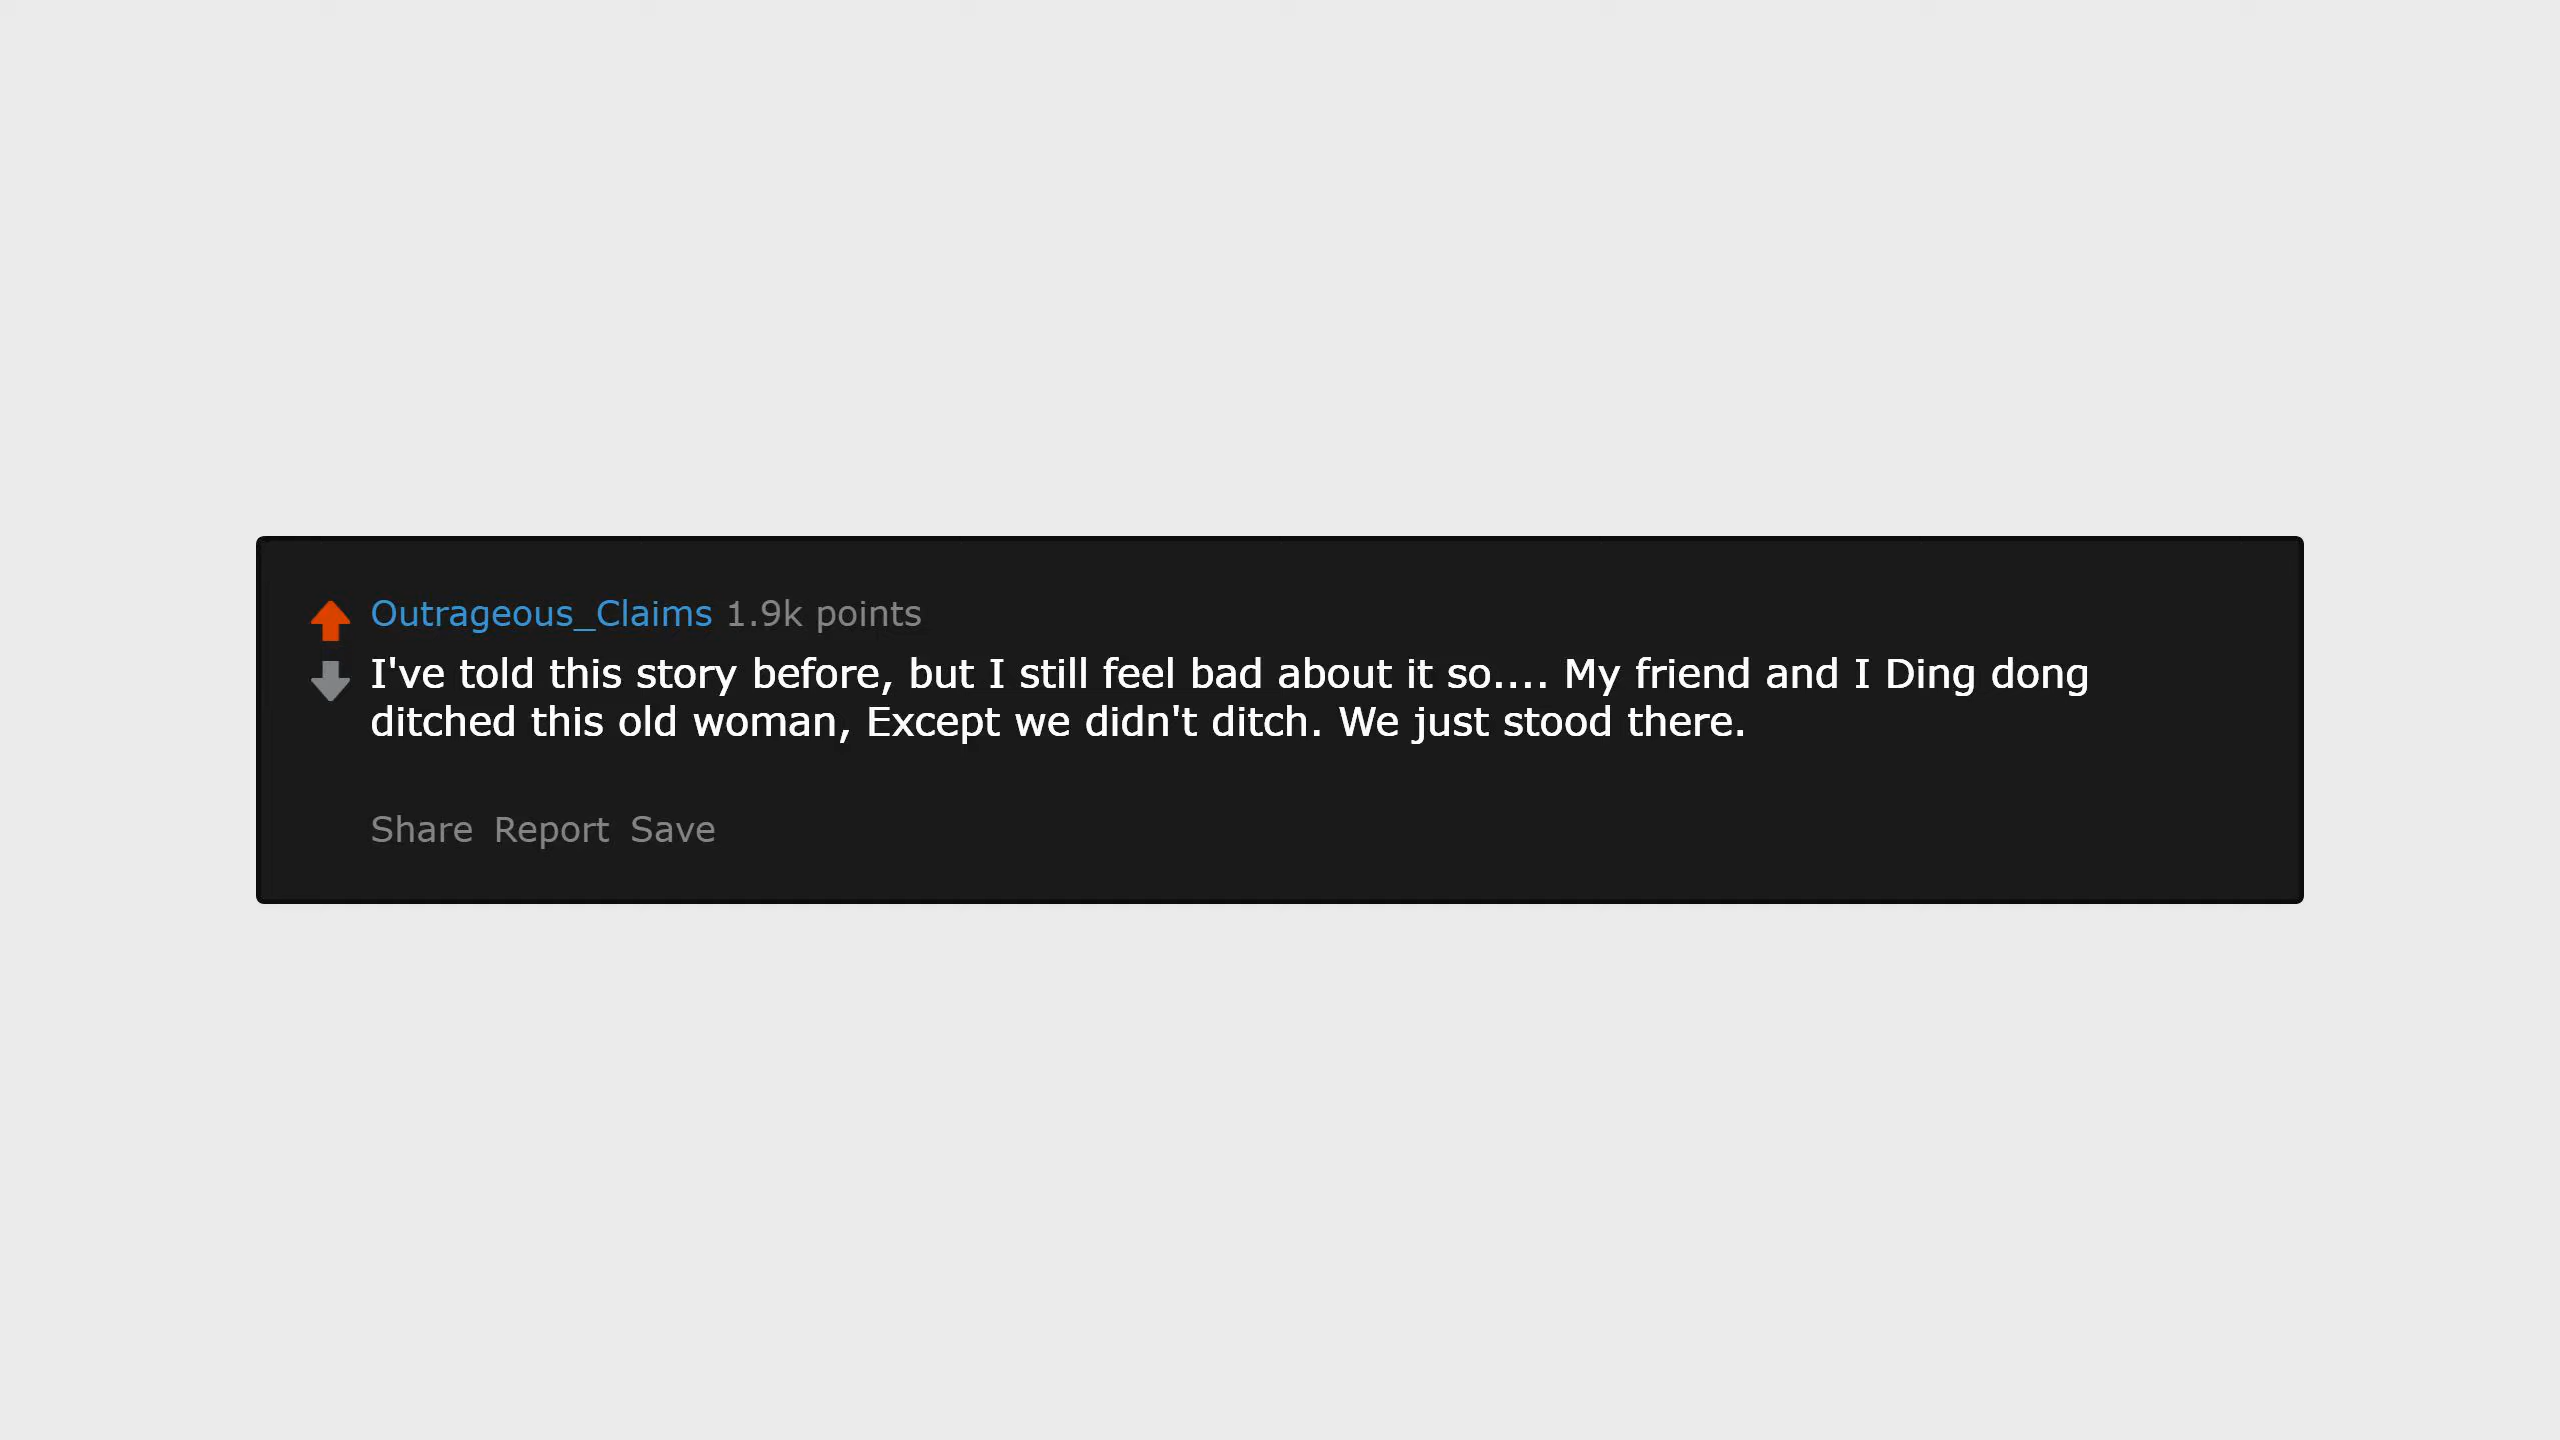 Outrageous_Claims 1.9k points
I've told this story before, but I still feel bad about it so.... My friend and I Ding dong
ditched this old woman, Except we didn't ditch. We just stood there.
Share Report Save